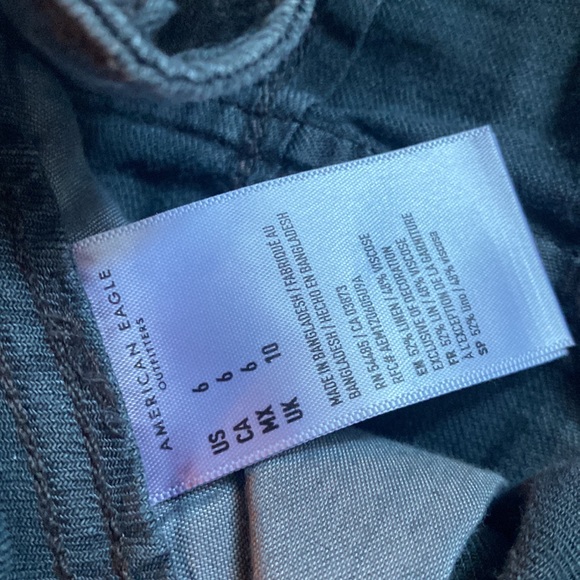 AMERICAN EAGLE
OUTFITTERS
US 6
CA 6
MX 6
UK 10
MADE IN BANGLADESH / FABRIQUÉ AU
BANGLADESH / HECHO EN BANGLADESH
RN 54485 / CA 03873
EN 52% LINEN / 48% VISCOSE
EXCLUSIVE OF DECORATION
FR 52% LIN / 48% VISCOSE
A L'EXCEPTION DE LA GARNITURE
SP 52% lino / 48% viscosa